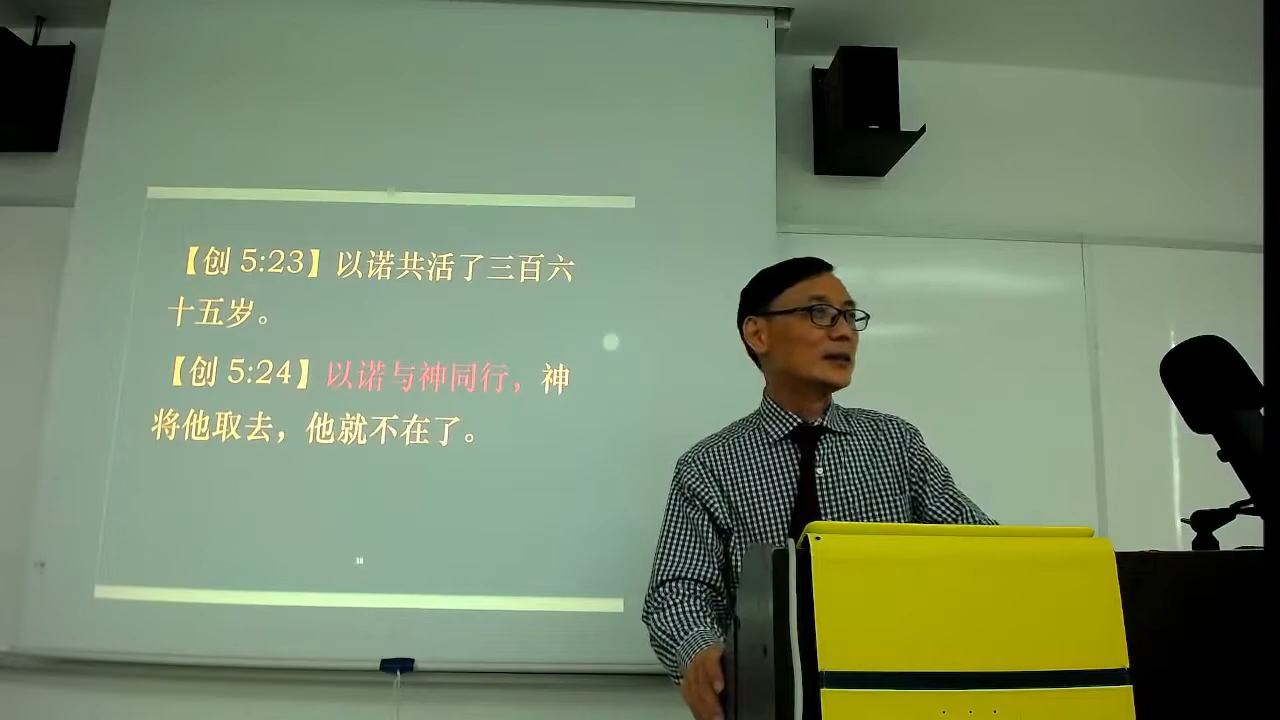 【创 5:23】以诺共活了三百六
十五岁。
【创 5:24】以诺与神同行，神
将他取去，他就不在了。